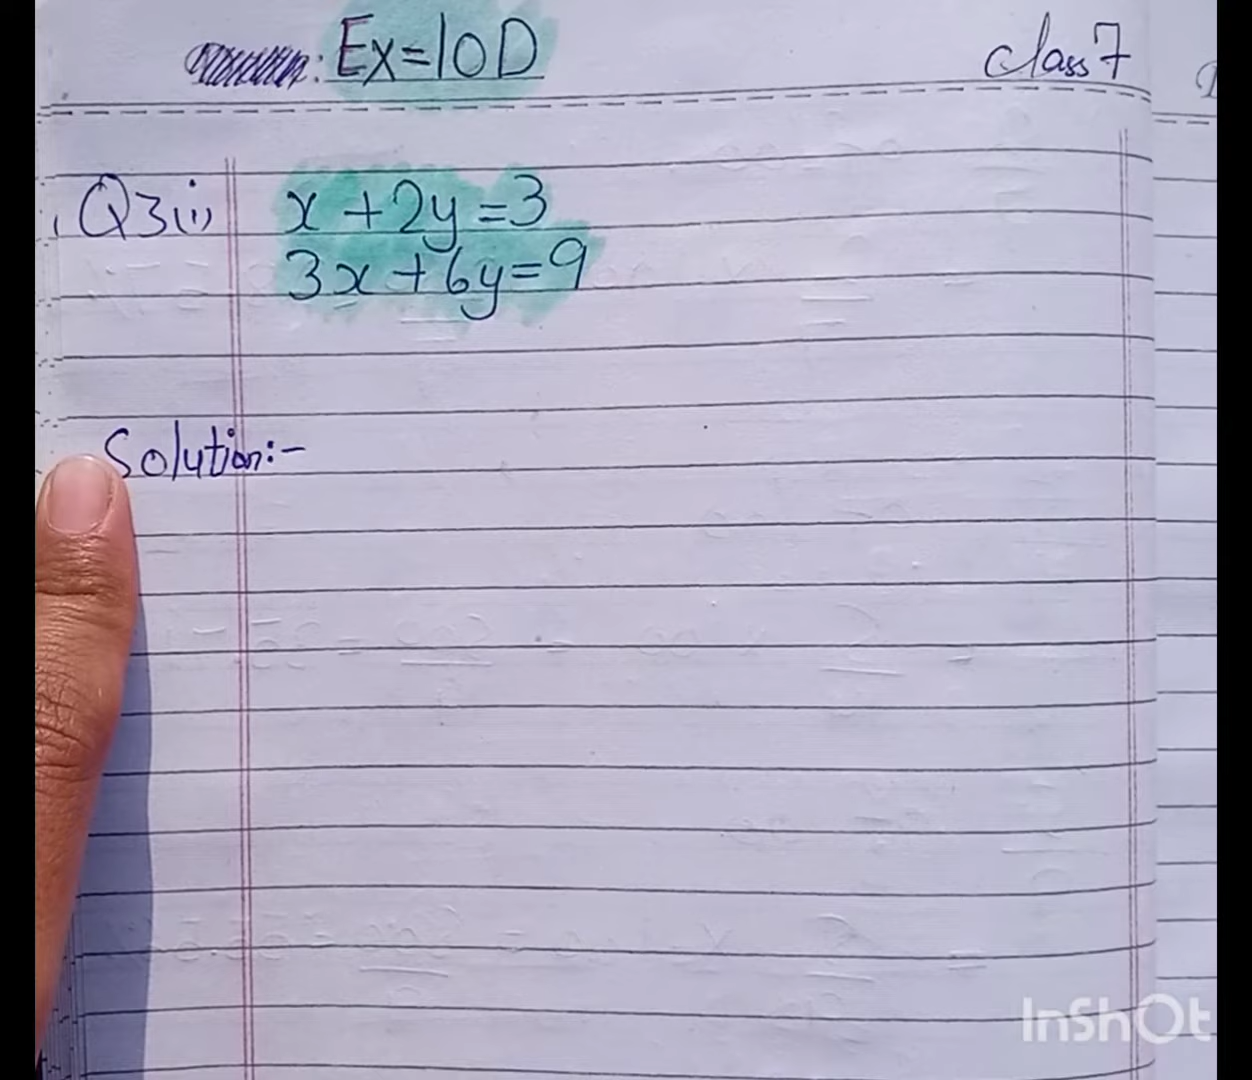 : Ex=10D
class 7
Q3(i) x+2y=3
3x+6y=9
Solution:-
InShOt